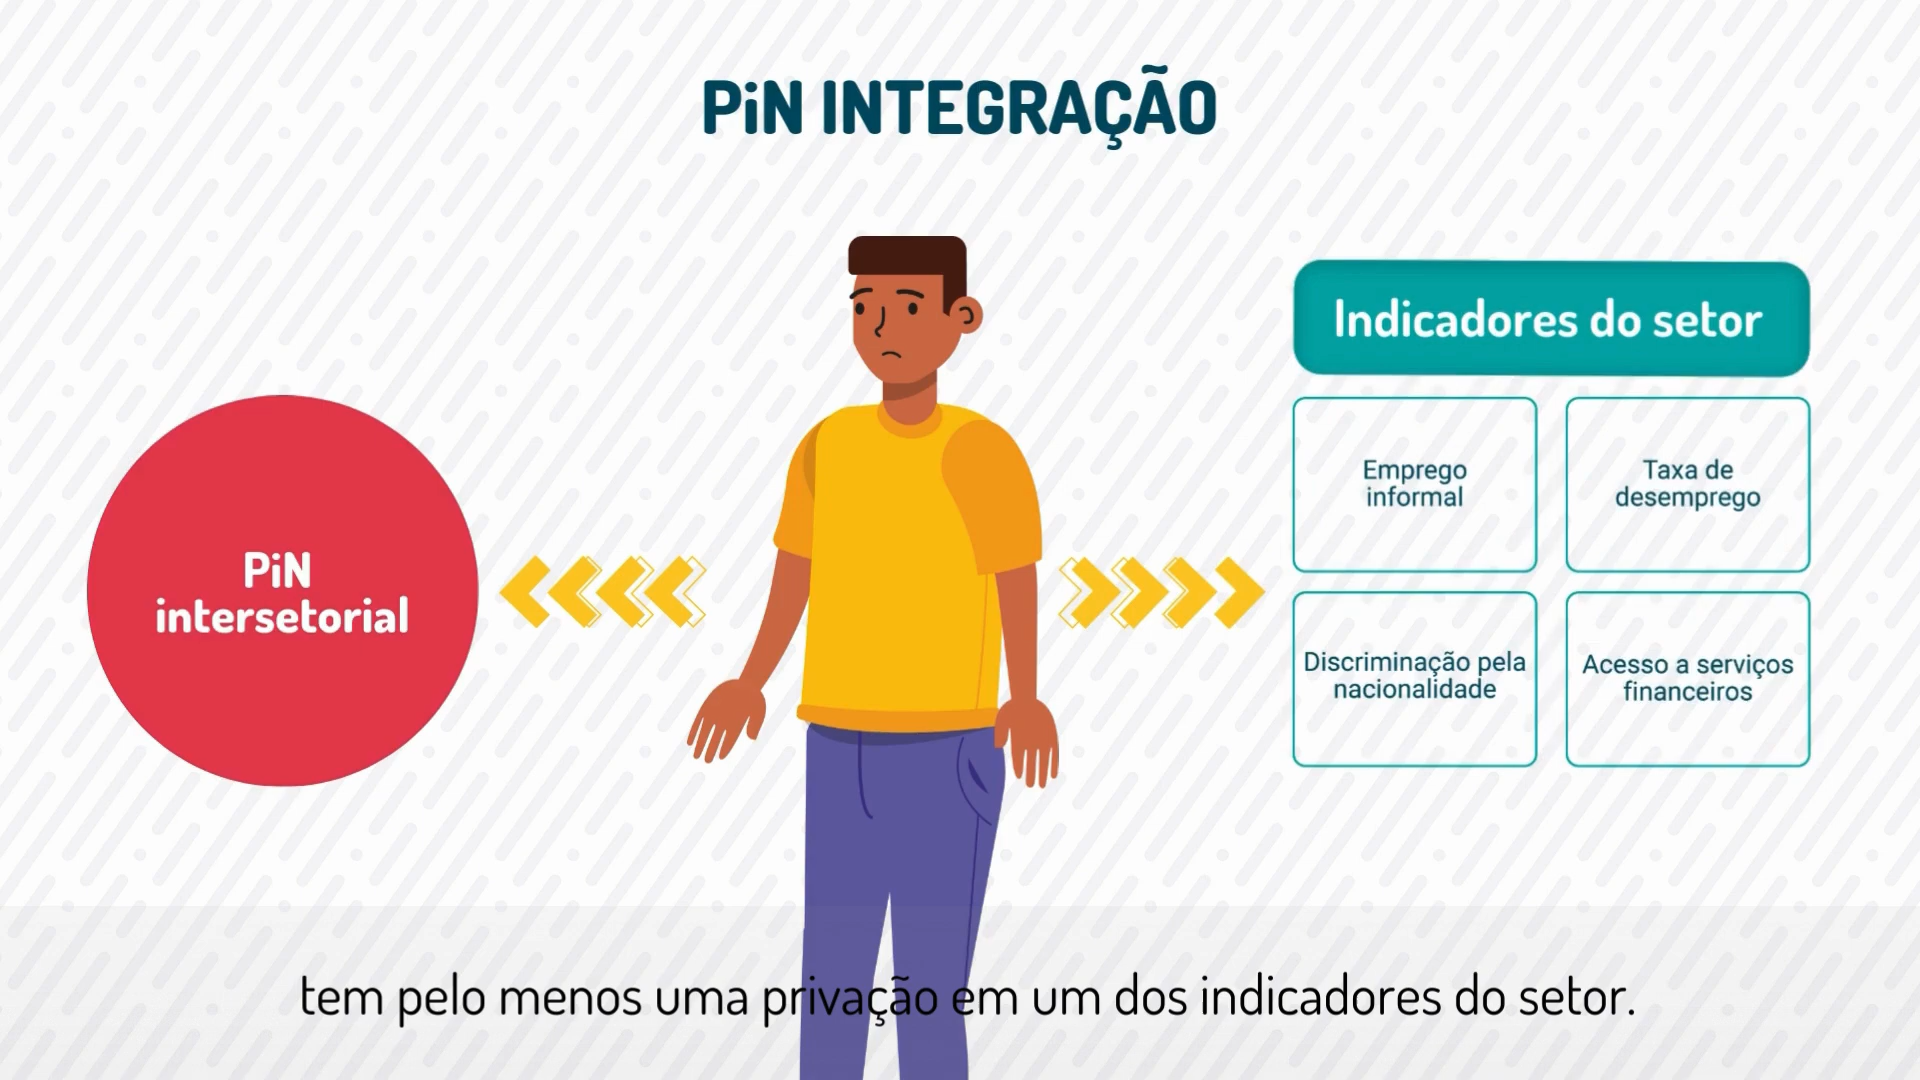 PiN INTEGRAÇÃO
PiN
intersetorial
Indicadores do setor
Emprego
informal
Taxa de
desemprego
Discriminação pela
nacionalidade
Acesso a serviços
financeiros
tem pelo menos uma privação em um dos indicadores do setor.